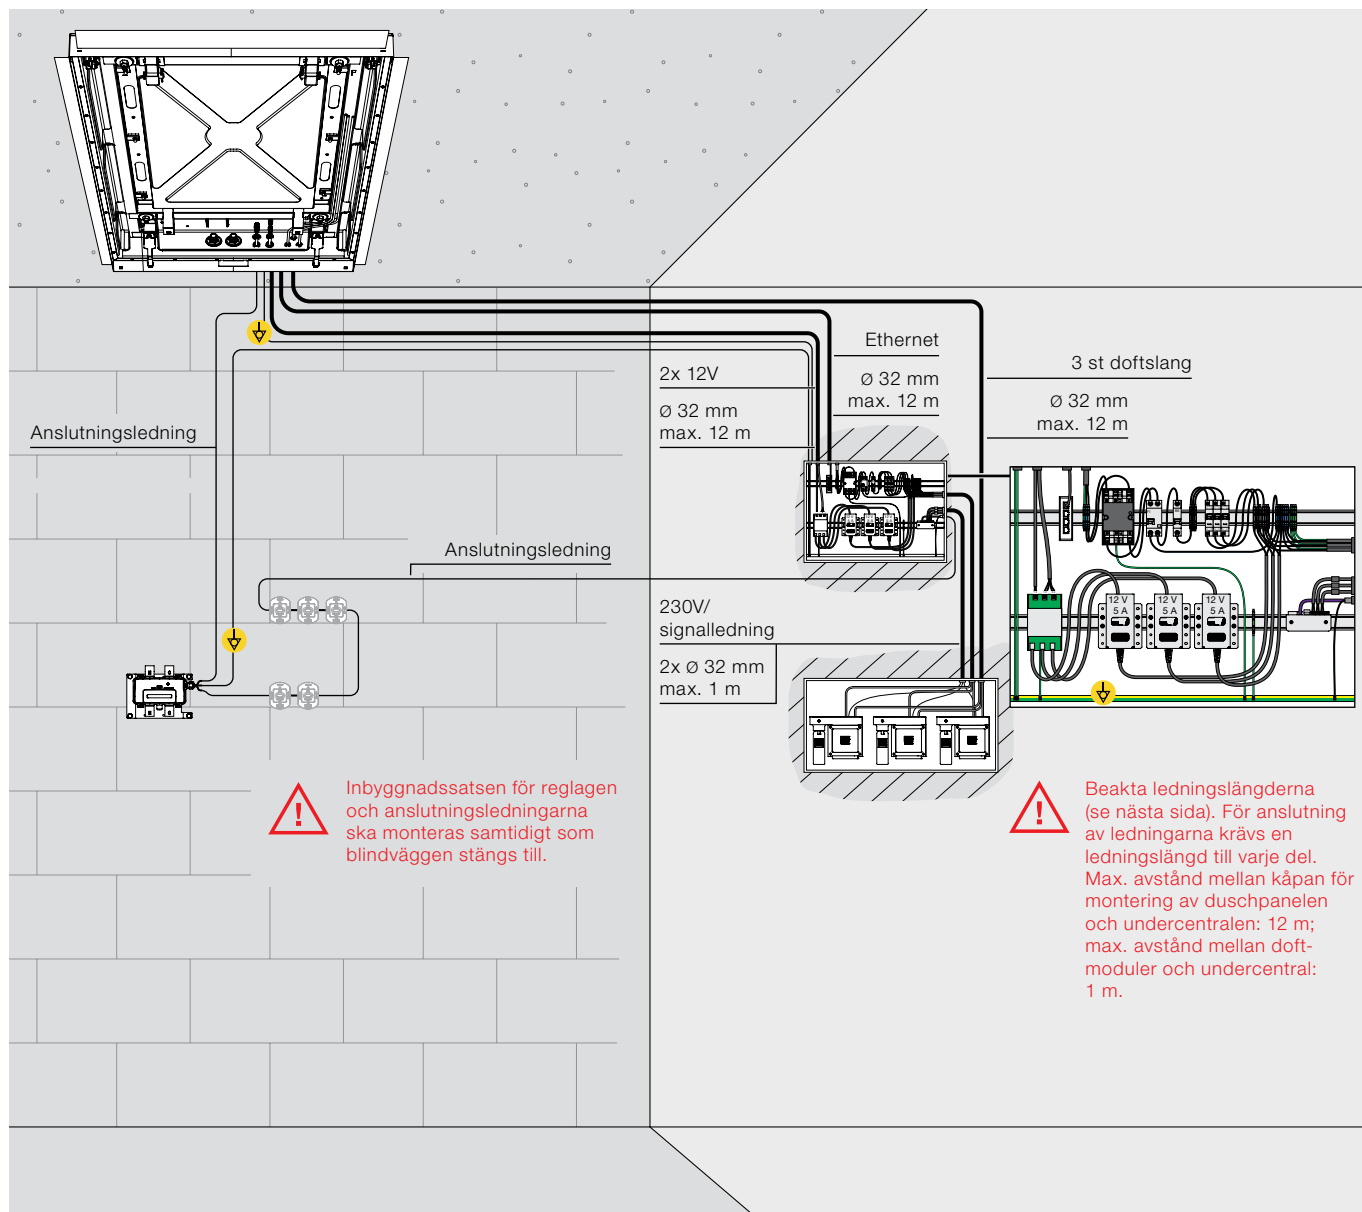 Ethernet
Ø 32 mm
max. 12 m
2x 12V
Ø 32 mm
max. 12 m
3 st doftslang
Ø 32 mm
max. 12 m
Anslutningsledning
Anslutningsledning
230V/
signalledning
2x Ø 32 mm
max. 1 m
12 V
5 A
12 V
5 A
12 V
5 A
Inbyggnadssatsen för reglagen
och anslutningsledningarna
ska monteras samtidigt som
blindväggen stängs till.
Beakta ledningslängderna
(se nästa sida). För anslutning
av ledningarna krävs en
ledningslängd till varje del.
Max. avstånd mellan kåpan för
montering av duschpanelen
och undercentralen: 12 m;
max. avstånd mellan doft-
moduler och undercentral:
1 m.